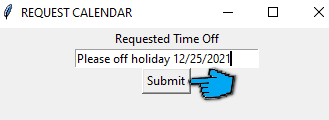 REQUEST CALENDAR
Requested Time Off
Please off holiday 12/25/2021
Submit